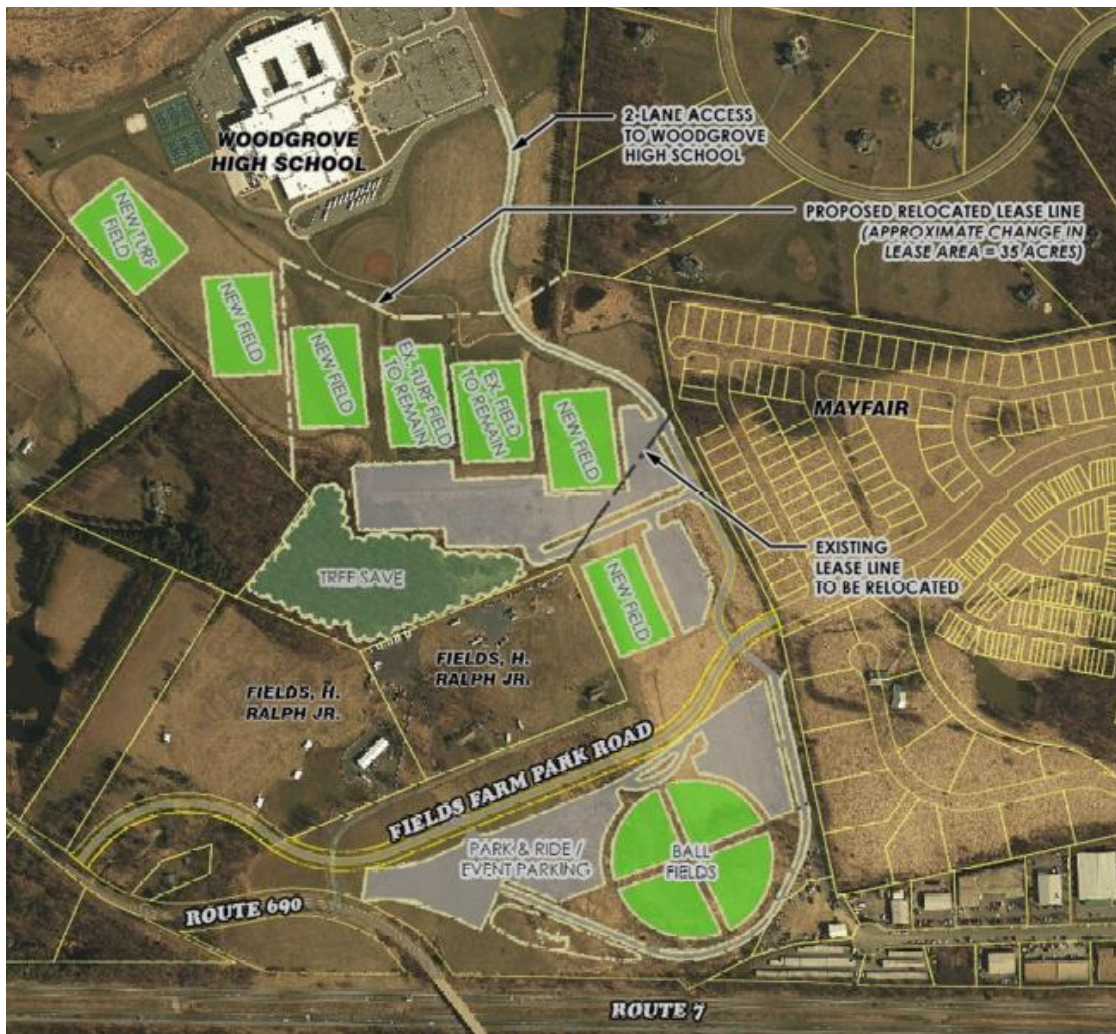 2-LANE ACCESS
TO WOODGROVE
HIGH SCHOOL
WOODGROVE
HIGH SCHOOL
PROPOSED RELOCATED LEASE LINE
(APPROXIMATE CHANGE IN
LEASE AREA = 35 ACRES)
NEW TURF
FIELD
NEW FIELD
NEW FIELD
EX. TURF FIELD
TO REMAIN
EX. FIELD
TO REMAIN
NEW FIELD
MAYFAIR
EXISTING
LEASE LINE
TO BE RELOCATED
TREE SAVE
NEW FIELD
FIELDS, H.
RALPH JR.
FIELDS, H.
RALPH JR.
FIELDS FARM PARK ROAD
PARK & RIDE /
EVENT PARKING
BALL
FIELDS
ROUTE 690
ROUTE 7